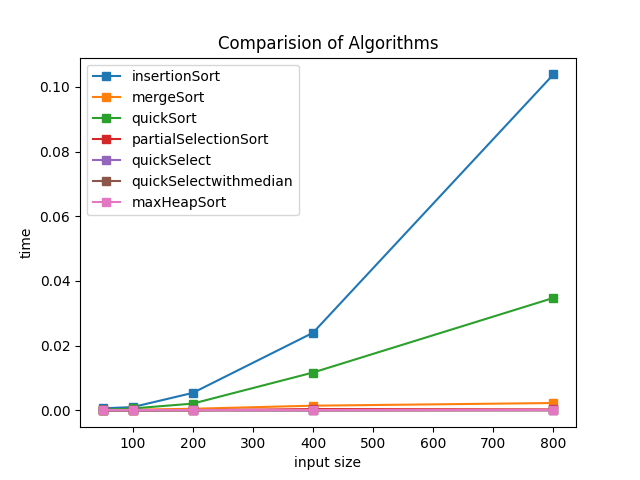 Comparision of Algorithms
insertionSort
mergeSort
quickSort
partialSelectionSort
quickSelect
quickSelectwithmedian
maxHeapSort
0.10
0.08
0.06
0.04
0.02
0.00
time
100 200 300 400 500 600 700 800
input size